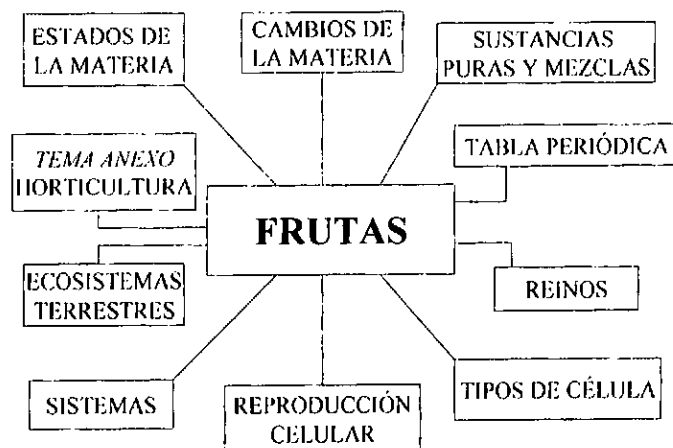 ESTADOS DE
LA MATERIA
CAMBIOS DE
LA MATERIA
SUSTANCIAS
PURAS Y MEZCLAS
TEMA ANEXO
HORTICULTURA
TABLA PERIÓDICA
FRUTAS
ECOSISTEMAS
TERRESTRES
REINOS
SISTEMAS
REPRODUCCIÓN
CELULAR
TIPOS DE CÉLULA